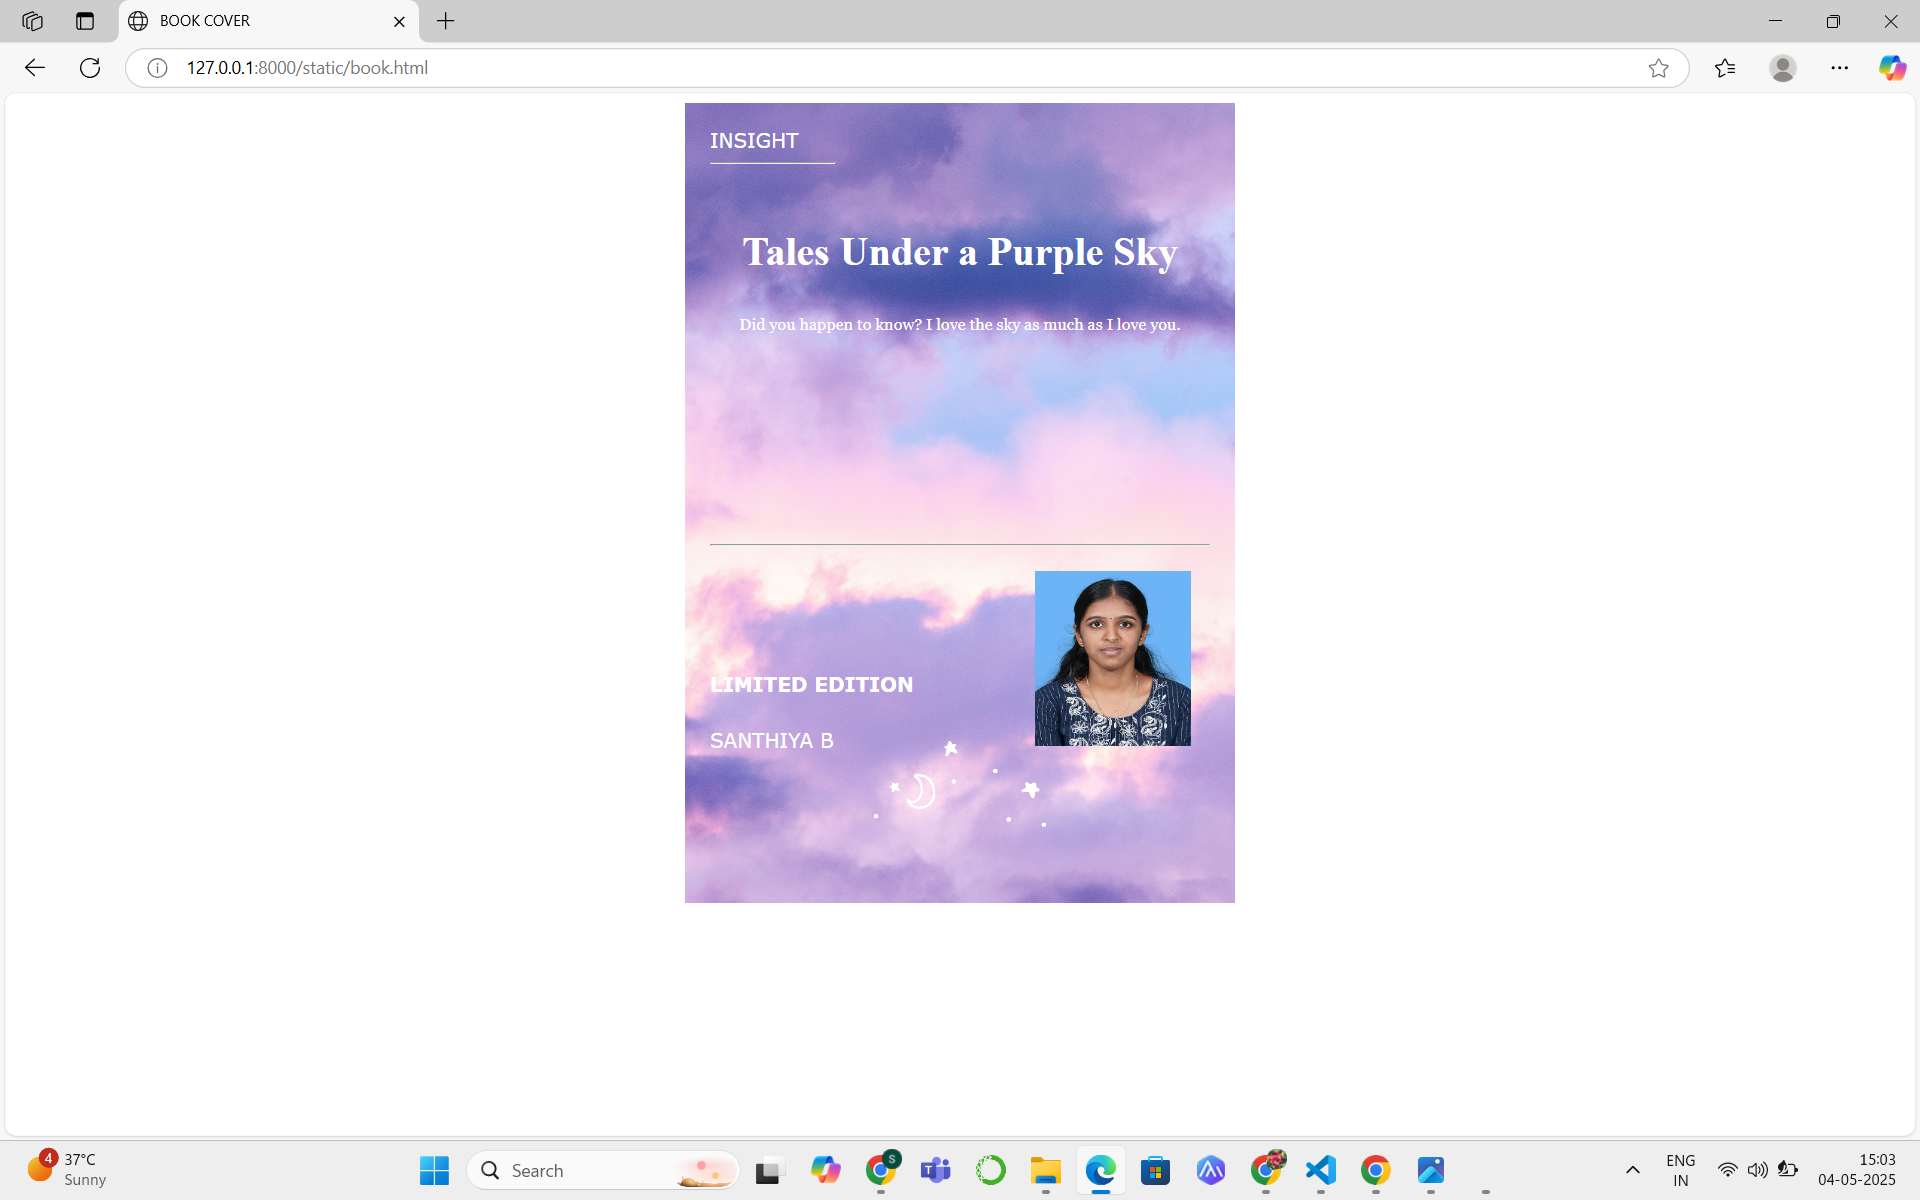 BOOK COVER
127.0.0.1:8000/static/book.html
INSIGHT
Tales Under a Purple Sky
Did you happen to know? I love the sky as much as I love you.
LIMITED EDITION
SANTHIYA B
4
37°C
Sunny
Search
S
T
ENG
IN
15:03
04-05-2025